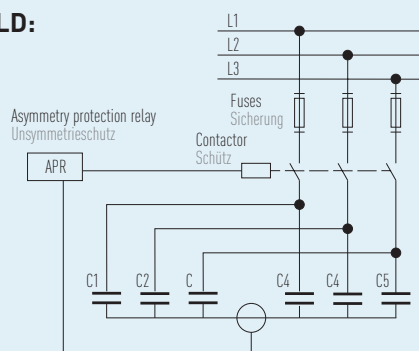 LD:
L1
L2
L3
Fuses
Sicherung
Asymmetry protection relay
Unsymmetrieschutz
Contactor
Schütz
APR
C1 C2 C C4 C4 C5